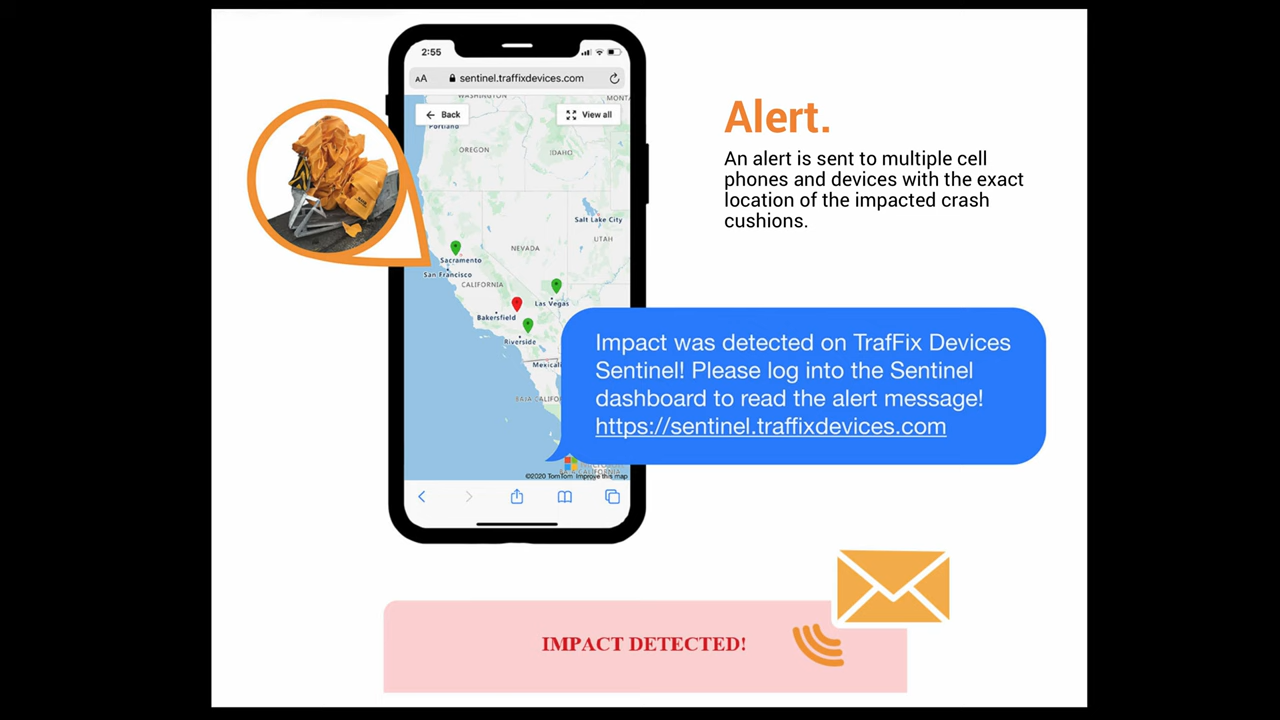 2:55
AA sentinel.traffixdevices.com
WASHINGTON
MONTA
Back
View all
Portland
OREGON
IDAHO
Salt Lake City
NEVADA
UTAH
Sacramento
San Francisco
CALIFORNIA
Las Vegas
Bakersfield
Riverside
Mexicali
BAJA CALIFO
©2020 TomTom Improve this map
Alert.
An alert is sent to multiple cell
phones and devices with the exact
location of the impacted crash
cushions.
Impact was detected on TrafFix Devices
Sentinel! Please log into the Sentinel
dashboard to read the alert message!
https://sentinel.traffixdevices.com
IMPACT DETECTED!